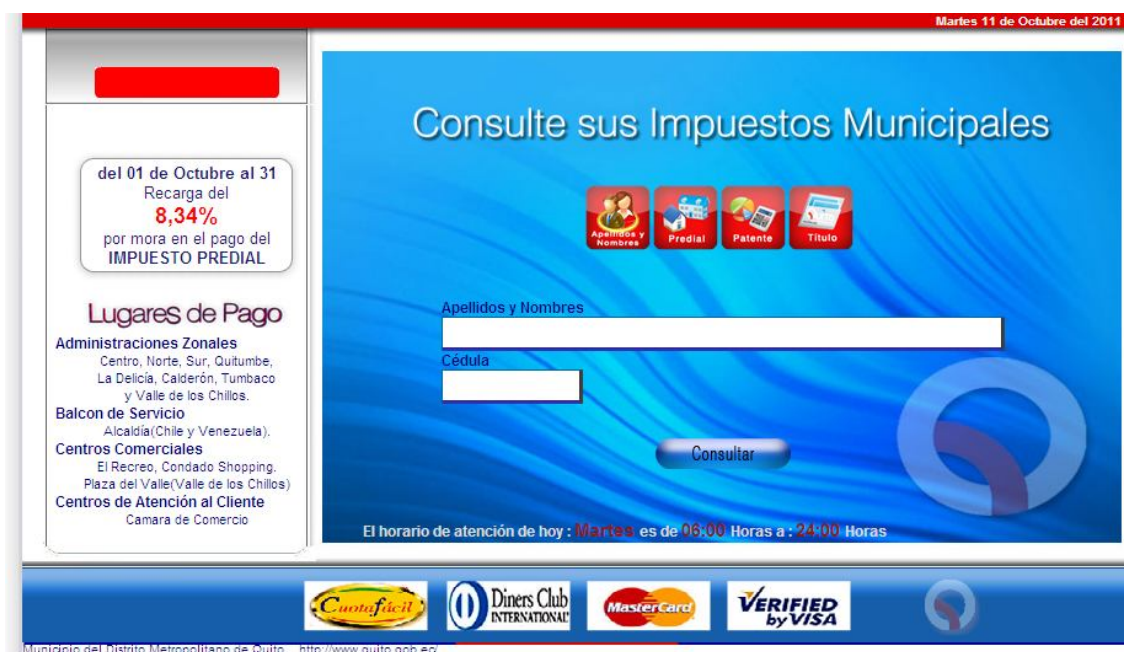 Martes 11 de Octubre del 2011
del 01 de Octubre al 31
Recarga del
8,34%
por mora en el pago del
IMPUESTO PREDIAL
Lugares de Pago
Administraciones Zonales
Centro, Norte, Sur, Quitumbe,
La Delicía, Calderón, Tumbaco
y Valle de los Chillos.
Balcon de Servicio
Alcaldía(Chile y Venezuela).
Centros Comerciales
El Recreo, Condado Shopping.
Plaza del Valle(Valle de los Chillos)
Centros de Atención al Cliente
Camara de Comercio
Consulte sus Impuestos Municipales
Apellidos y
Nombres
Predial
Patente
Título
Apellidos y Nombres
Cédula
Consultar
El horario de atención de hoy : Martes es de 06:00 Horas a : 24:00 Horas
Cuotafácil
Diners Club
INTERNATIONAL
MasterCard
VERIFIED
by VISA
Municipio del Distrito Metropolitano de Quito http://www.quito.gob.ec/